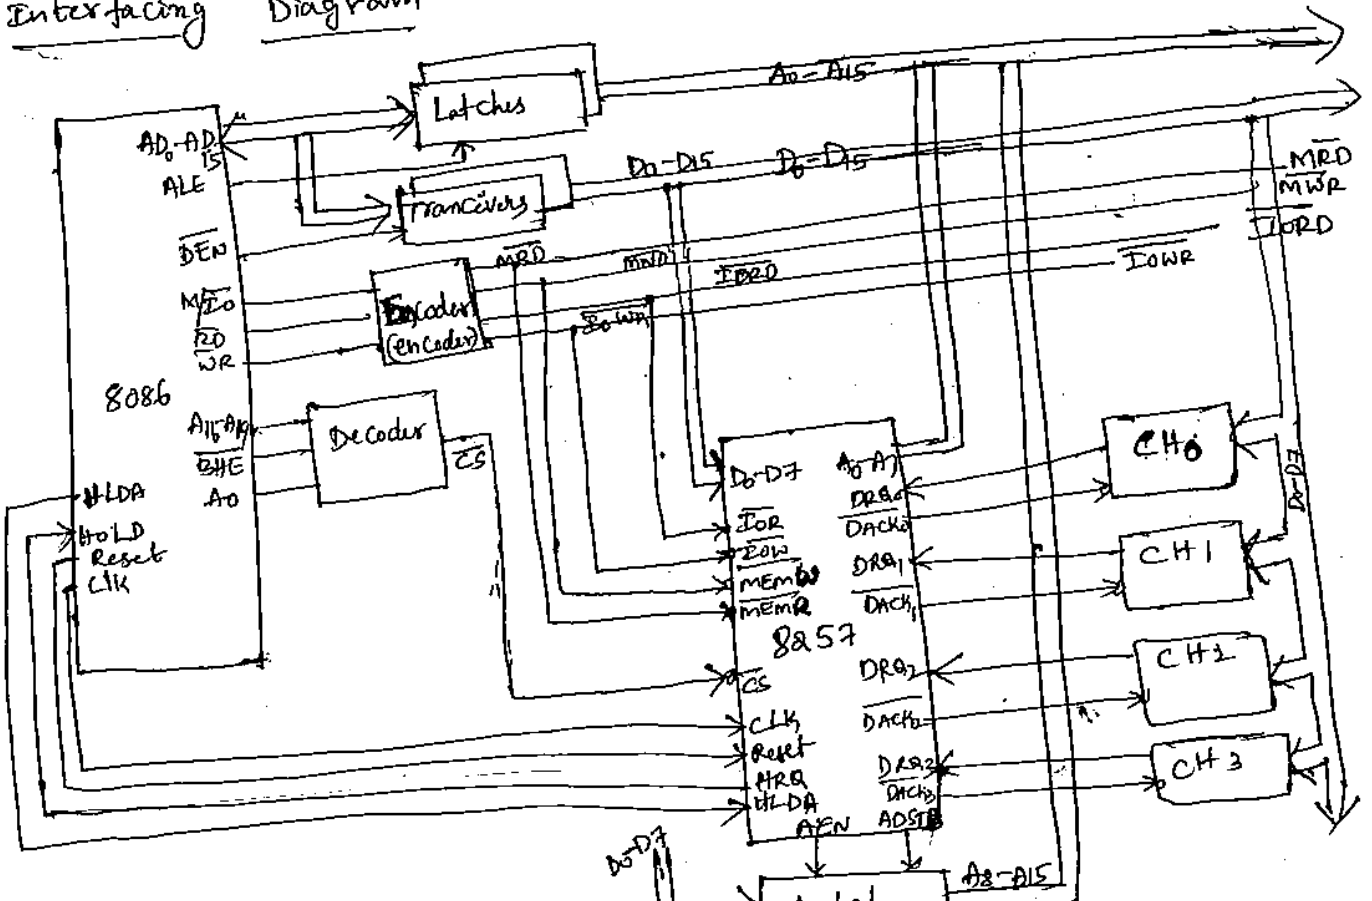 Interfacing Diagram
Latches
A0-A15
AD0-AD15
ALE
Trancivers
D0-D15
D0-D15
MRD
MWR
IORD
IOWR
DEN
MRD
IORD
M/IO
RD
WR
Encoder
(encoder)
IOWR
8086
A16-A19
BHE
A0
Decoder
CS
HLDA
HOLD
Reset
Clk
D0-D7
A0-A7
DRQ0
DACK0
IOR
IOW
DRQ1
MEMW
MEMR
DACK1
8257
DRQ2
CS
DACK2
CLK
Reset
HRQ
HLDA
DRQ2
DACK3
AEN
ADSTB
CH0
CH1
CH2
CH3
D0-D7
D0-D7
A8-A15